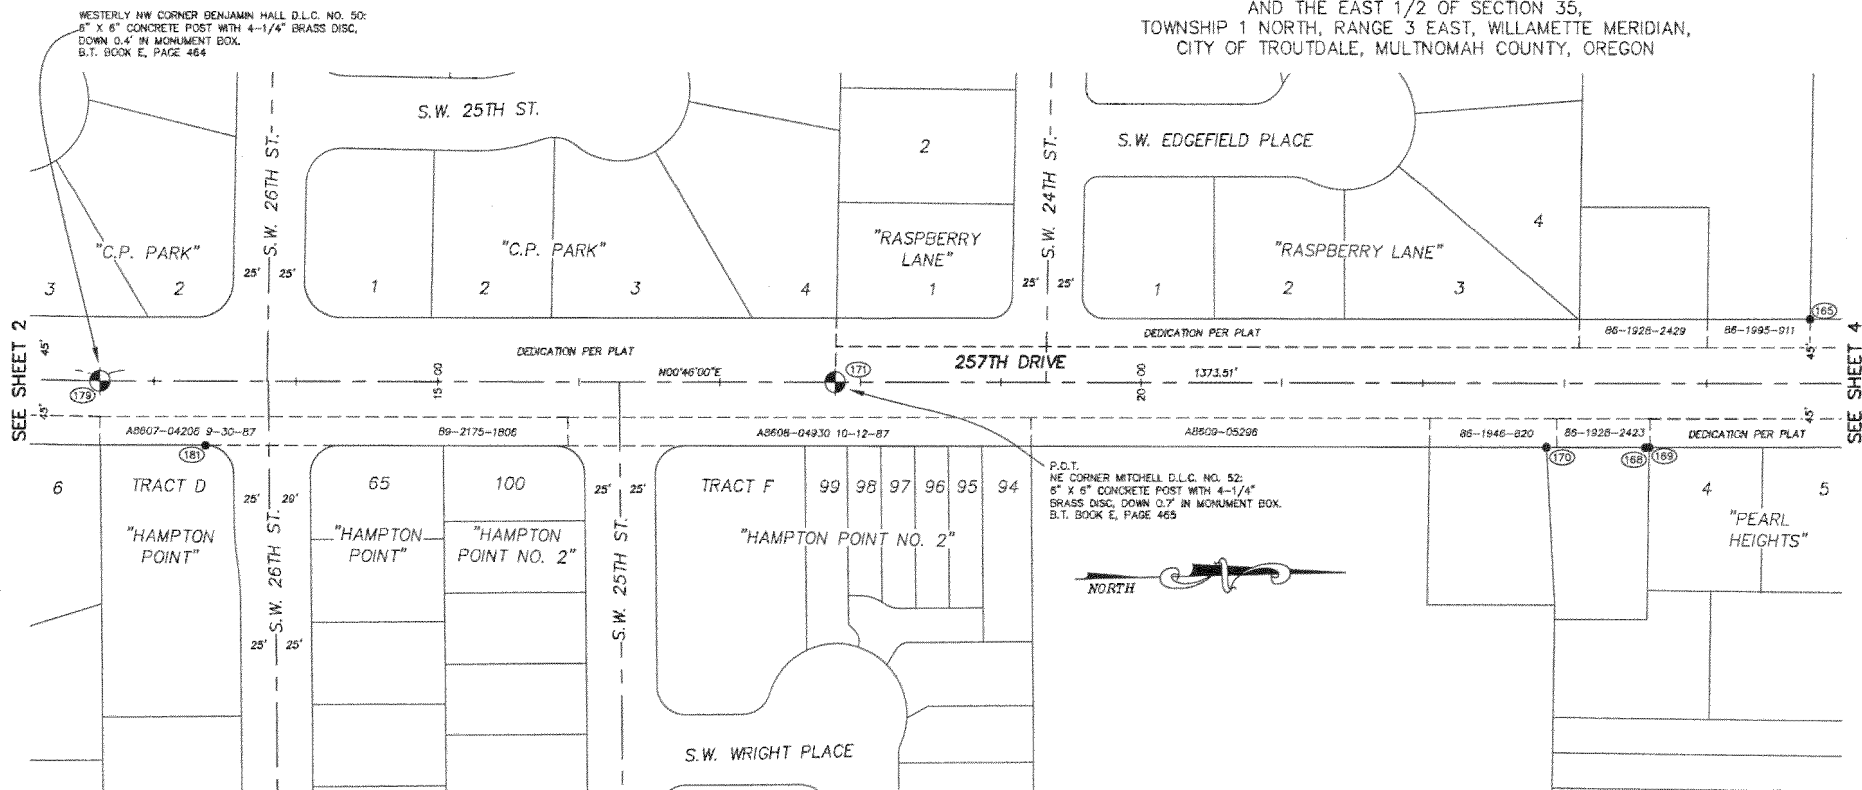 WESTERLY NW CORNER BENJAMIN HALL D.L.C. NO. 50:
6" X 6" CONCRETE POST WITH 4-1/4" BRASS DISC,
DOWN 0.4' IN MONUMENT BOX.
B.T. BOOK E, PAGE 464
AND THE EAST 1/2 OF SECTION 35,
TOWNSHIP 1 NORTH, RANGE 3 EAST, WILLAMETTE MERIDIAN,
CITY OF TROUTDALE, MULTNOMAH COUNTY, OREGON
S.W. 26TH ST.
S.W. 25TH ST.
2
S.W. 24TH ST.
S.W. EDGEFIELD PLACE
4
"C.P. PARK"
"C.P. PARK"
"RASPBERRY
LANE"
"RASPBERRY LANE"
25' 25'
25' 25'
3 2
1 2 3 4
1
1 2 3
165
SEE SHEET 2
45'
DEDICATION PER PLAT
DEDICATION PER PLAT
86-1928-2429
86-1995-911
45'
SEE SHEET 4
257TH DRIVE
179
15+00
N00°46'00"E
171
20+00
1373.51'
45'
45'
A8607-04206 9-30-87
89-2175-1806
A8608-04930 10-12-87
A8609-05296
86-1946-820
86-1928-2423
DEDICATION PER PLAT
181
170
168
169
6
TRACT D
"HAMPTON
POINT"
25' 29'
S.W. 26TH ST.
25' 25'
65
"HAMPTON
POINT"
100
"HAMPTON
POINT NO. 2"
25' 25'
S.W. 25TH ST.
TRACT F
99 98 97 96 95 94
"HAMPTON POINT NO. 2"
P.O.T.
NE CORNER MITCHELL D.L.C. NO. 52:
6" X 6" CONCRETE POST WITH 4-1/4"
BRASS DISC, DOWN 0.7' IN MONUMENT BOX.
B.T. BOOK E, PAGE 465
4 5
"PEARL
HEIGHTS"
NORTH
S.W. WRIGHT PLACE